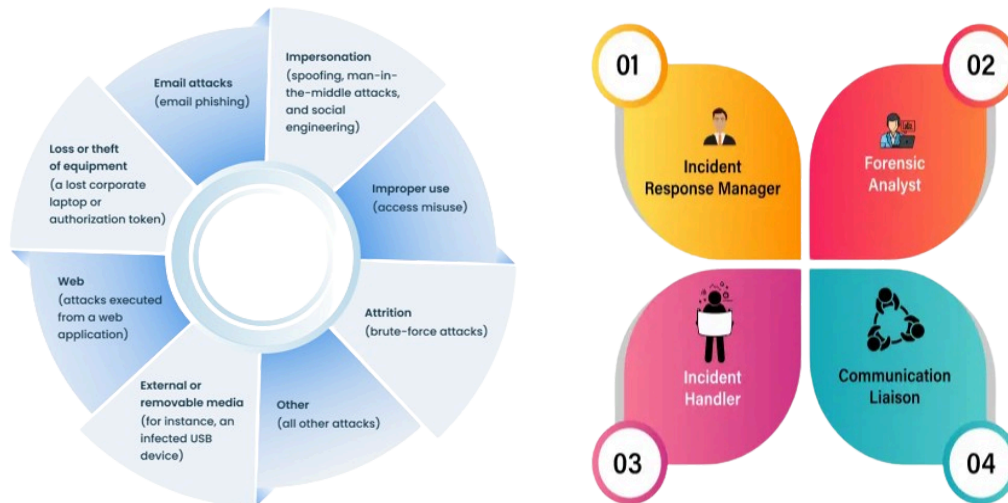 Impersonation
(spoofing, man-in-
the-middle attacks,
and social
engineering)
Improper use
(access misuse)
Attrition
(brute-force attacks)
Other
(all other attacks)
External or
removable media
(for instance, an
infected USB
device)
Web
(attacks executed
from a web
application)
Loss or theft
of equipment
(a lost corporate
laptop or
authorization token)
Email attacks
(email phishing)
01
Incident
Response Manager
02
Forensic
Analyst
03
Incident
Handler
04
Communication
Liaison